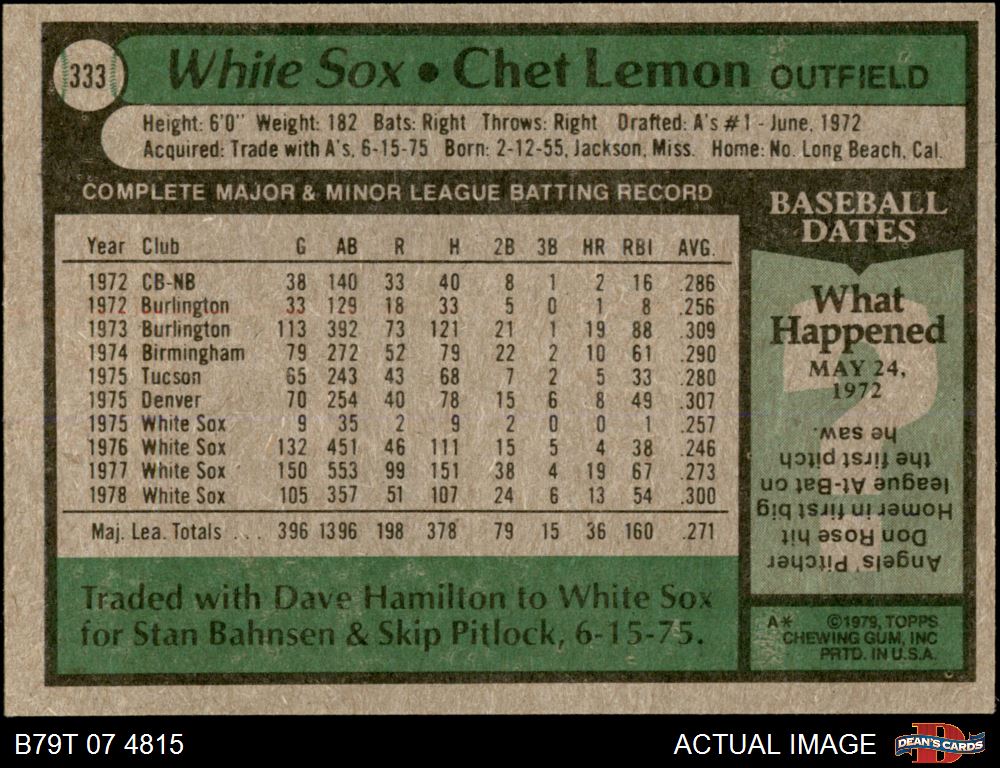 333 White Sox • Chet Lemon OUTFIELD
Height: 6'0" Weight: 182 Bats: Right Throws: Right Drafted: A's #1 - June, 1972
Acquired: Trade with A's, 6-15-75 Born: 2-12-55, Jackson, Miss. Home: No. Long Beach, Cal.
COMPLETE MAJOR & MINOR LEAGUE BATTING RECORD
Year Club G AB R H 2B 3B HR RBI AVG.
1972 CB-NB 38 140 33 40 8 1 2 16 .286
1972 Burlington 33 129 18 33 5 0 1 8 .256
1973 Burlington 113 392 73 121 21 1 19 88 .309
1974 Birmingham 79 272 52 79 22 2 10 61 .290
1975 Tucson 65 243 43 68 7 2 5 33 .280
1975 Denver 70 254 40 78 15 6 8 49 .307
1975 White Sox 9 35 2 9 2 0 0 1 .257
1976 White Sox 132 451 46 111 15 5 4 38 .246
1977 White Sox 150 553 99 151 38 4 19 67 .273
1978 White Sox 105 357 51 107 24 6 13 54 .300
Maj. Lea. Totals ... 396 1396 198 378 79 15 36 160 .271
Traded with Dave Hamilton to White Sox
for Stan Bahnsen & Skip Pitlock, 6-15-75.
BASEBALL
DATES
What
Happened
MAY 24,
1972
Angels' Pitcher
Don Rose hit
Homer in first big
league At-Bat on
the first pitch
he saw.
A* ©1979, TOPPS
CHEWING GUM, INC
PRTD. IN U.S.A.
B79T 07 4815 ACTUAL IMAGE DEAN'S CARDS